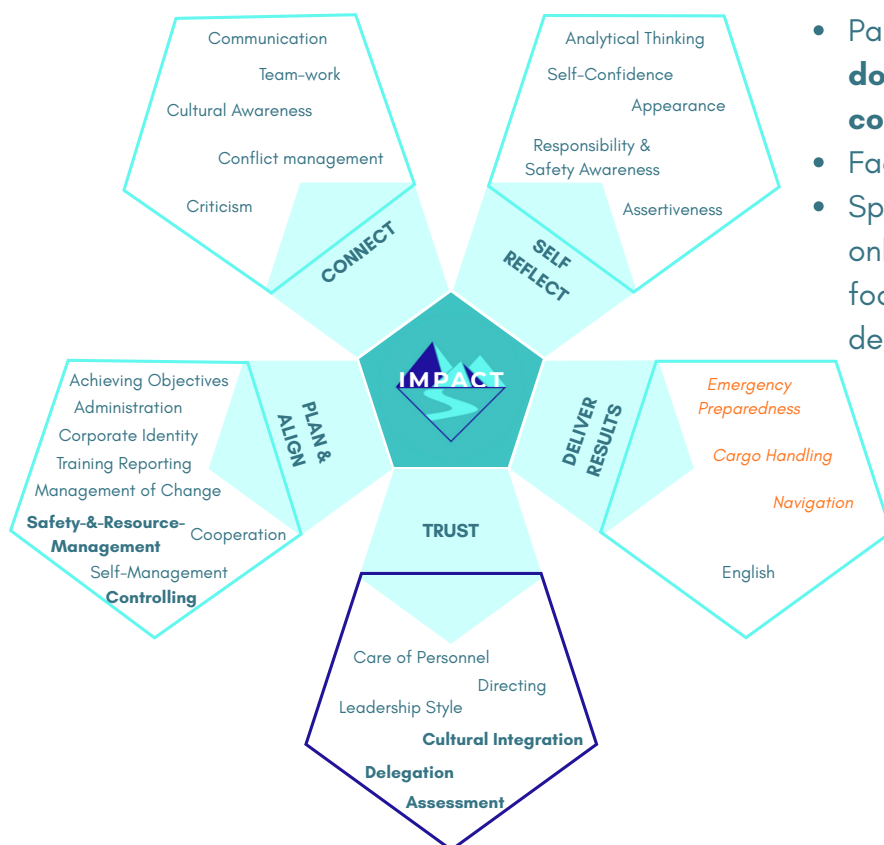 Communication
Team-work
Cultural Awareness
Conflict management
Criticism
CONNECT
Analytical Thinking
Self-Confidence
Appearance
Responsibility &
Safety Awareness
Assertiveness
SELF
REFLECT
IMPACT
Achieving Objectives
Administration
Corporate Identity
Training Reporting
Management of Change
Safety-&-Resource-
Management
Cooperation
Self-Management
Controlling
PLAN &
ALIGN
DELIVER
RESULTS
Emergency
Preparedness
Cargo Handling
Navigation
English
TRUST
Care of Personnel
Directing
Leadership Style
Cultural Integration
Delegation
Assessment